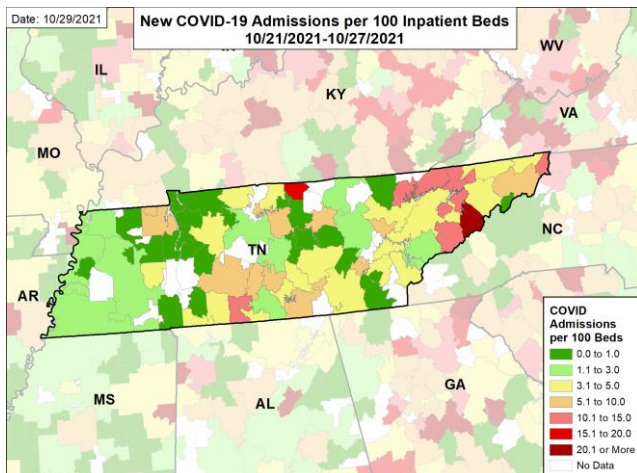 Date: 10/29/2021
New COVID-19 Admissions per 100 Inpatient Beds
10/21/2021-10/27/2021
WV
IL
KY
VA
MO
TN
NC
AR
MS
AL
GA
COVID
Admissions
per 100 Beds
0.0 to 1.0
1.1 to 3.0
3.1 to 5.0
5.1 to 10.0
10.1 to 15.0
15.1 to 20.0
20.1 or More
No Data